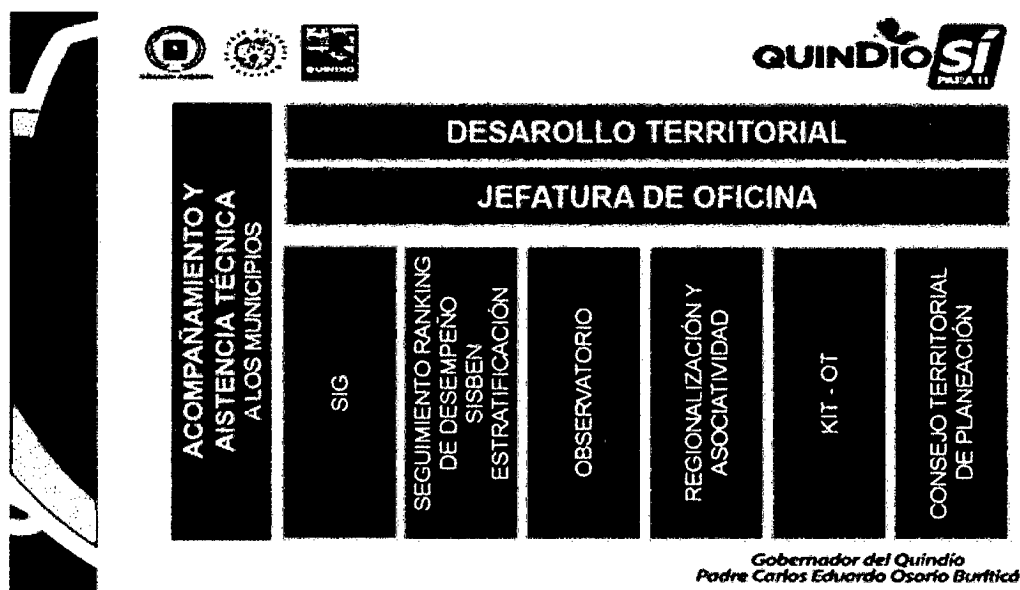 QUINDIO
QUINDIO SÍ
PARA TI
DESAROLLO TERRITORIAL
JEFATURA DE OFICINA
ACOMPAÑAMIENTO Y
AISTENCIA TÉCNICA
A LOS MUNICIPIOS
SIG
SEGUIMIENTO RANKING
DE DESEMPEÑO
SISBEN
ESTRATIFICACIÓN
OBSERVATORIO
REGIONALIZACIÓN Y
ASOCIATIVIDAD
KIT - OT
CONSEJO TERRITORIAL
DE PLANEACIÓN
Gobernador del Quindío
Padre Carlos Eduardo Osorio Buriticá